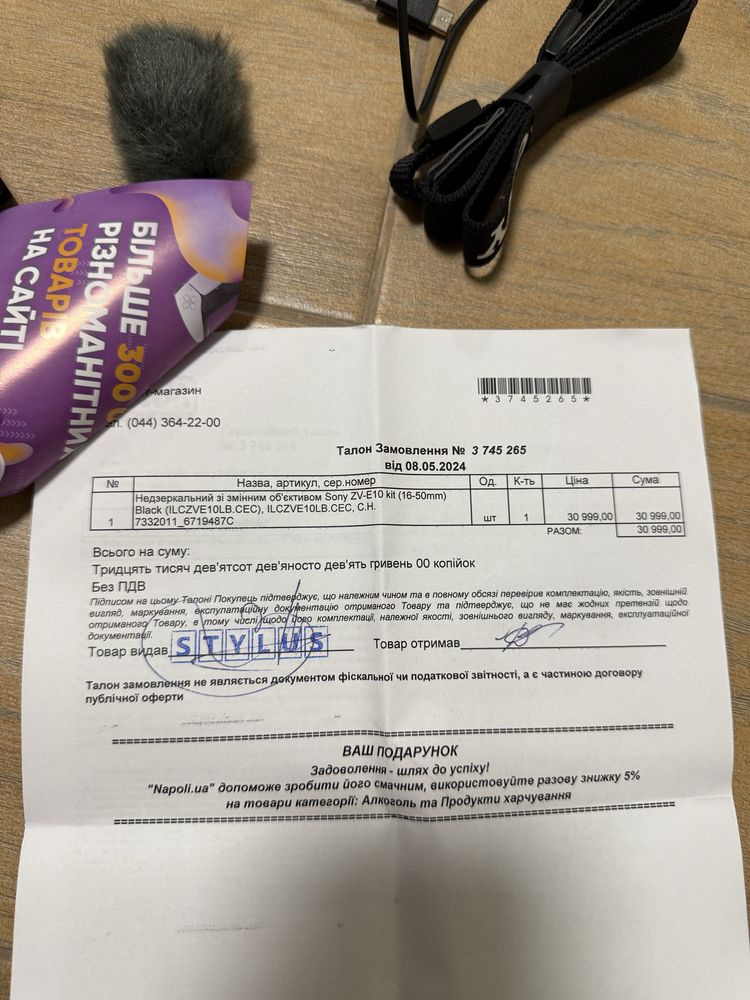 БІЛЬШЕ 3000
РІЗНОМАНІТНИХ
ТОВАРІВ
НА САЙТІ
т-магазин
тел. (044) 364-22-00
*3745265*
Талон Замовлення № 3 745 265
від 08.05.2024
№ Назва, артикул, сер.номер Од. К-ть Ціна Сума
Недзеркальний зі змінним об'єктивом Sony ZV-E10 kit (16-50mm)
Black (ILCZVE10LB.CEC), ILCZVE10LB.CEC, С.Н.
1 7332011_6719487C шт 1 30 999,00 30 999,00
РАЗОМ: 30 999,00
Всього на суму:
Тридцять тисяч дев'ятсот дев'яносто дев'ять гривень 00 копійок
Без ПДВ
Підписом на цьому Талоні Покупець підтверджує, що належним чином та в повному обсязі перевірив комплектацію, якість, зовнішній
вигляд, маркування, експулатаційну документацію отриманого Товару та підтверджує, що не має жодних претензій щодо
отриманого Товару, в тому числі щодо його комплектації, належної якості, зовнішнього вигляду, маркування, експлуатаційної
документації.
Товар видав STYLUS Товар отримав
Талон замовлення не являється документом фіскальної чи податкової звітності, а є частиною договору
публічної оферти
ВАШ ПОДАРУНОК
Задоволення - шлях до успіху!
"Napoli.ua" допоможе зробити його смачним, використовуйте разову знижку 5%
на товари категорії: Алкоголь та Продукти харчування